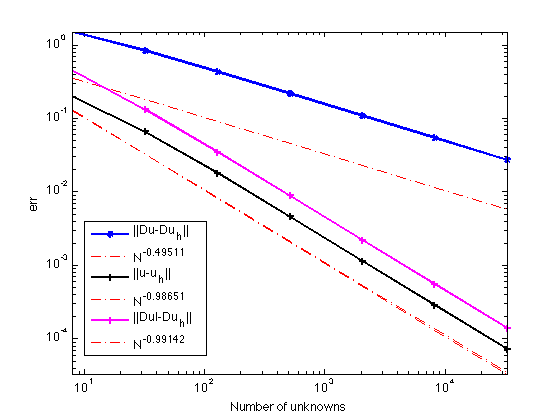 10^0
10^-1
10^-2
10^-3
10^-4
err
||Du-Du_h||
N^-0.49511
||u-u_h||
N^-0.98651
||DuI-Du_h||
N^-0.99142
10^1
10^2
10^3
10^4
Number of unknowns